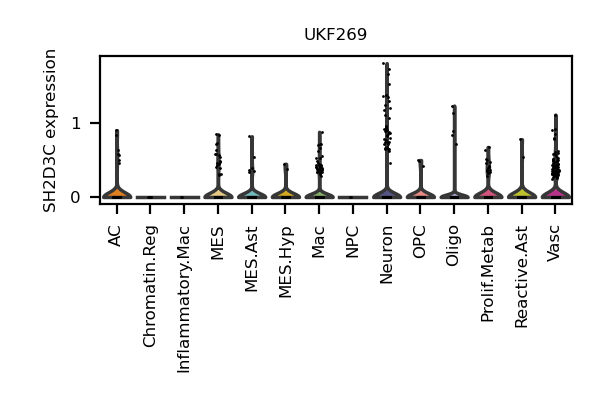 UKF269
SH2D3C expression
1
0
AC
Chromatin.Reg
Inflammatory.Mac
MES
MES.Ast
MES.Hyp
Mac
NPC
Neuron
OPC
Oligo
Prolif.Metab
Reactive.Ast
Vasc